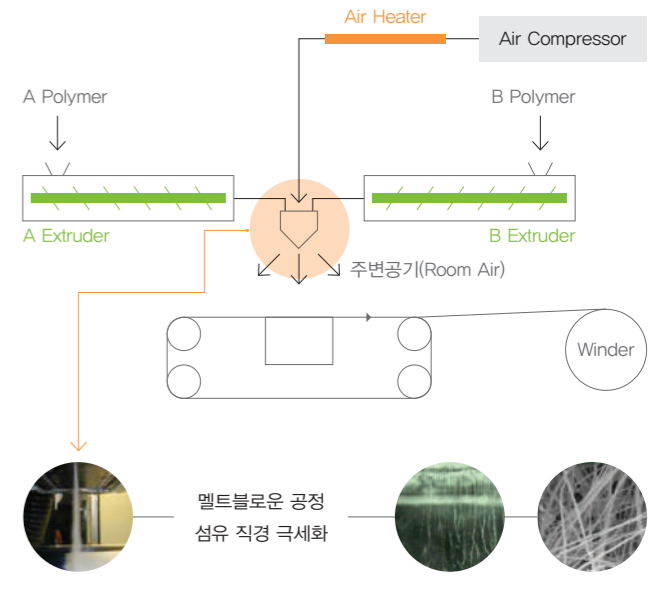 Air Heater
Air Compressor
A Polymer
B Polymer
A Extruder
B Extruder
주변공기(Room Air)
Winder
멜트블로운 공정
섬유 직경 극세화